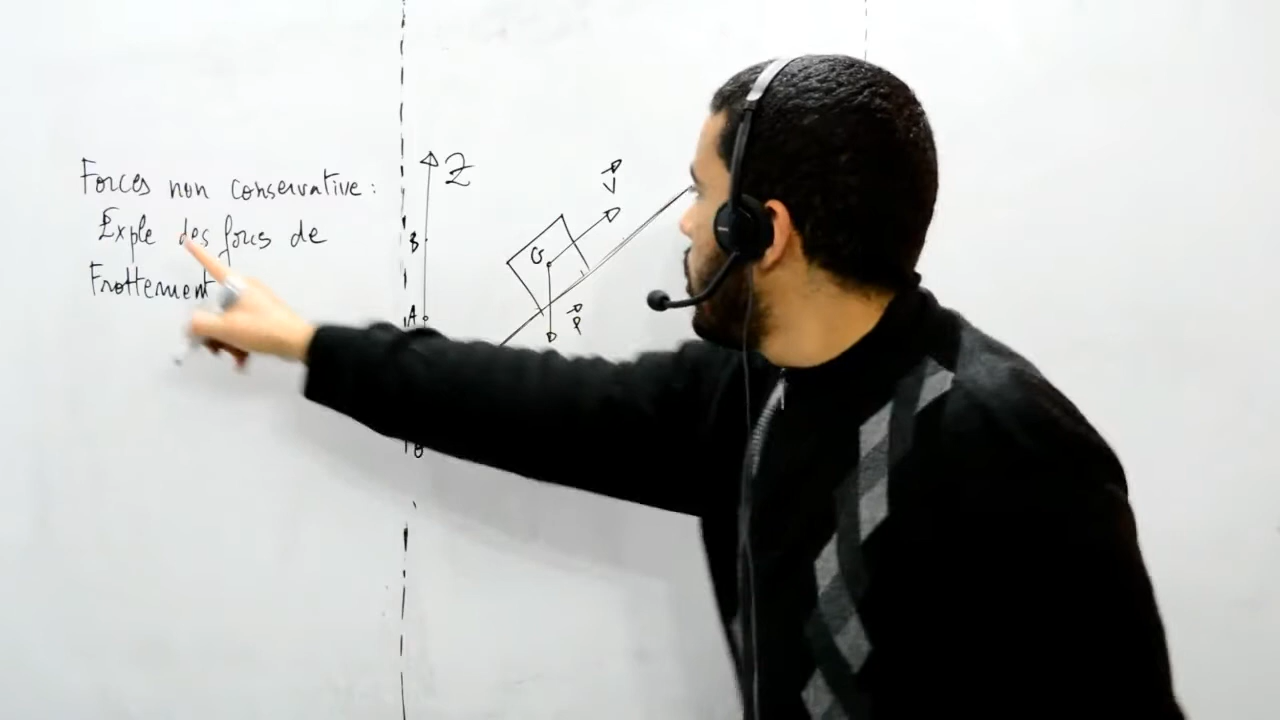 Forces non conservative :
Exple des forces de
Frottement
Z
B
A
O
G
V
P